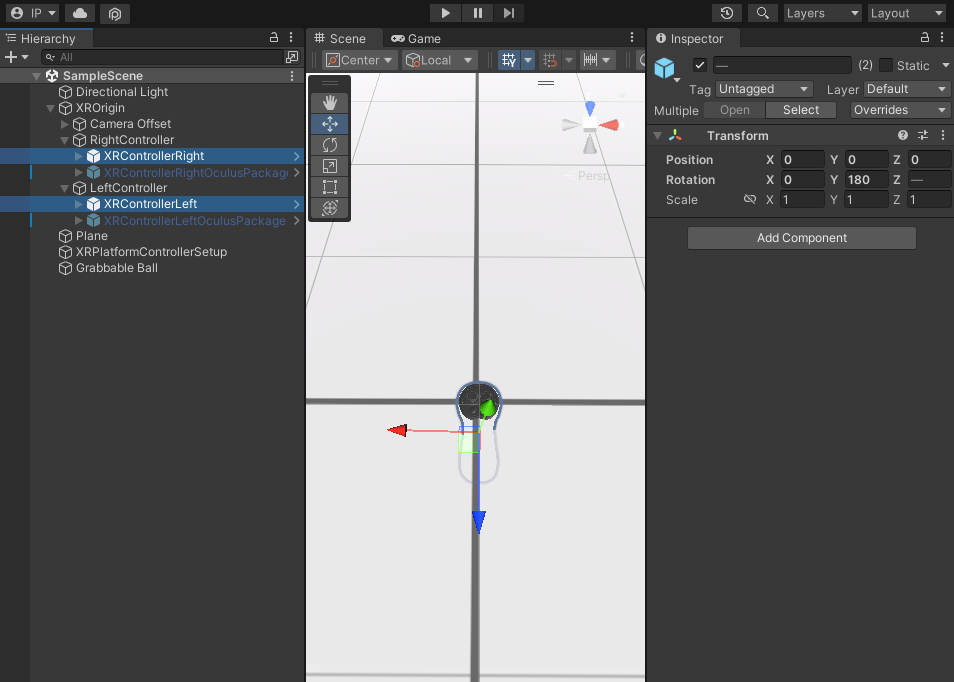 IP Layers Layout
Hierarchy
All
SampleScene
Directional Light
XROrigin
Camera Offset
RightController
XRControllerRight
XRControllerRightOculusPackage
LeftController
XRControllerLeft
XRControllerLeftOculusPackage
Plane
XRPlatformControllerSetup
Grabbable Ball
Scene Game
Center Local
Persp
Inspector
— (2) Static
Tag Untagged Layer Default
Multiple Open Select Overrides
Transform
Position X 0 Y 0 Z 0
Rotation X 0 Y 180 Z —
Scale X 1 Y 1 Z 1
Add Component